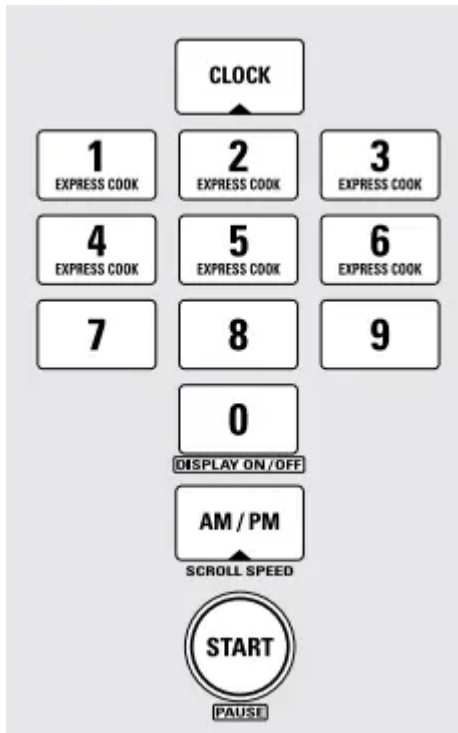 CLOCK
1 2 3
EXPRESS COOK EXPRESS COOK EXPRESS COOK
4 5 6
EXPRESS COOK EXPRESS COOK EXPRESS COOK
7 8 9
0
DISPLAY ON/OFF
AM / PM
SCROLL SPEED
START
PAUSE